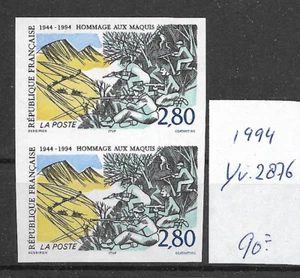 1944 - 1994 HOMMAGE AUX MAQUIS
RÉPUBLIQUE FRANÇAISE
LA POSTE
2,80
1944 - 1994 HOMMAGE AUX MAQUIS
RÉPUBLIQUE FRANÇAISE
LA POSTE
2,80
1994
Yv. 2876
90=